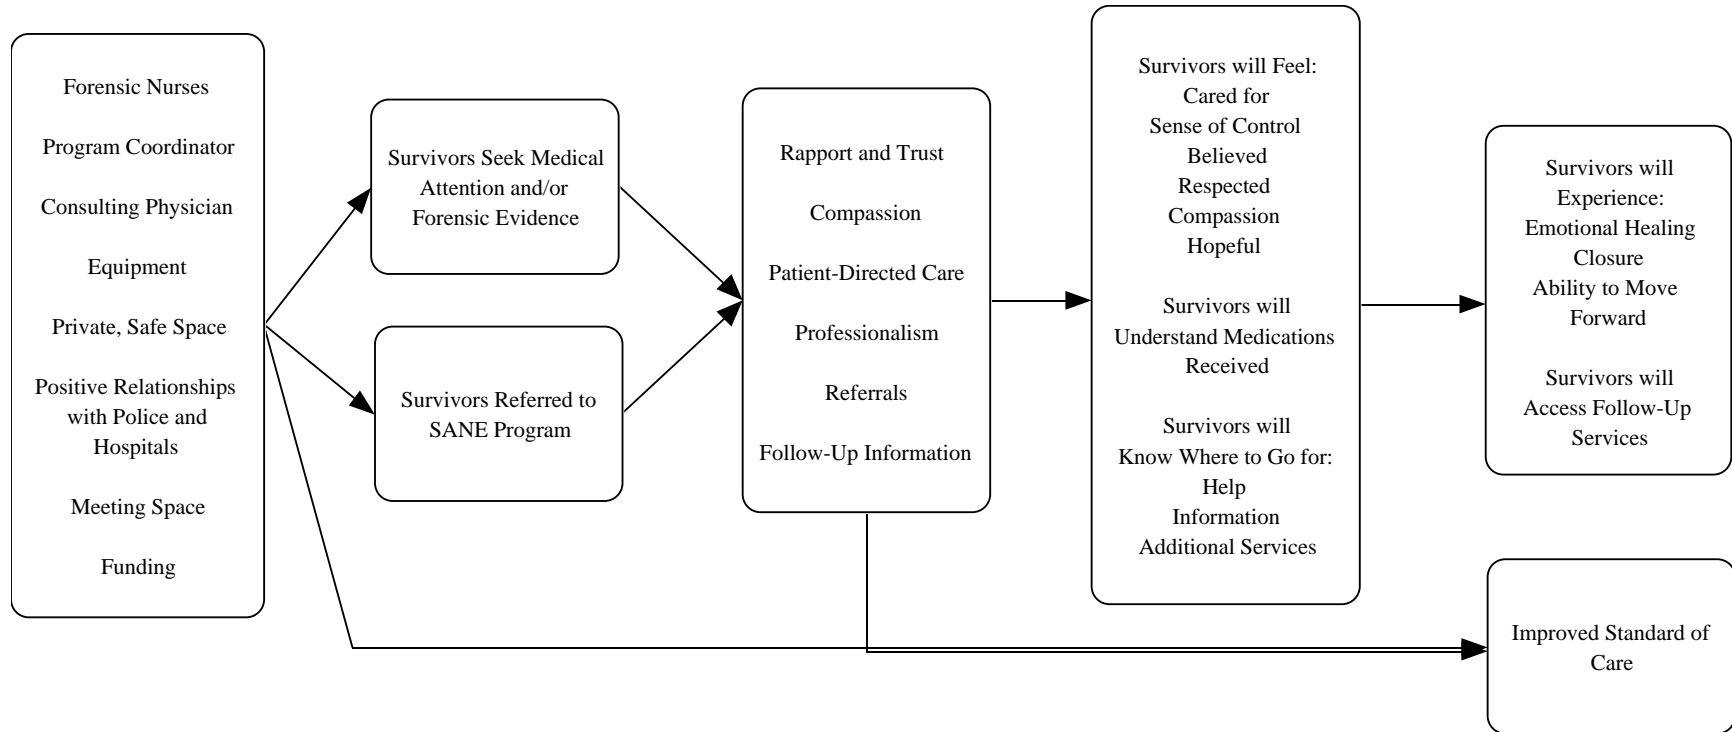 Forensic Nurses
Program Coordinator
Consulting Physician
Equipment
Private, Safe Space
Positive Relationships
with Police and
Hospitals
Meeting Space
Funding
Survivors Seek Medical
Attention and/or
Forensic Evidence
Survivors Referred to
SANE Program
Rapport and Trust
Compassion
Patient-Directed Care
Professionalism
Referrals
Follow-Up Information
Survivors will Feel:
Cared for
Sense of Control
Believed
Respected
Compassion
Hopeful
Survivors will
Understand Medications
Received
Survivors will
Know Where to Go for:
Help
Information
Additional Services
Survivors will
Experience:
Emotional Healing
Closure
Ability to Move
Forward
Survivors will
Access Follow-Up
Services
Improved Standard of
Care